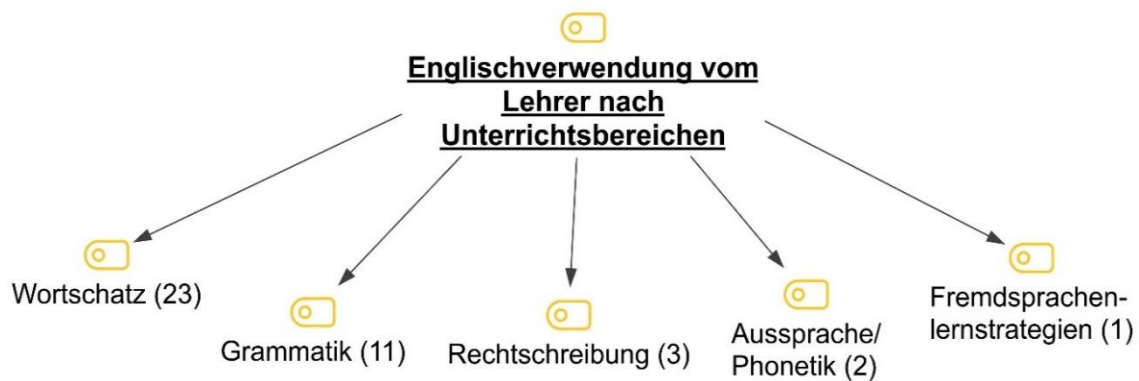 Englischverwendung vom
Lehrer nach
Unterrichtsbereichen
Wortschatz (23)
Grammatik (11)
Rechtschreibung (3)
Aussprache/
Phonetik (2)
Fremdsprachen-
lernstrategien (1)